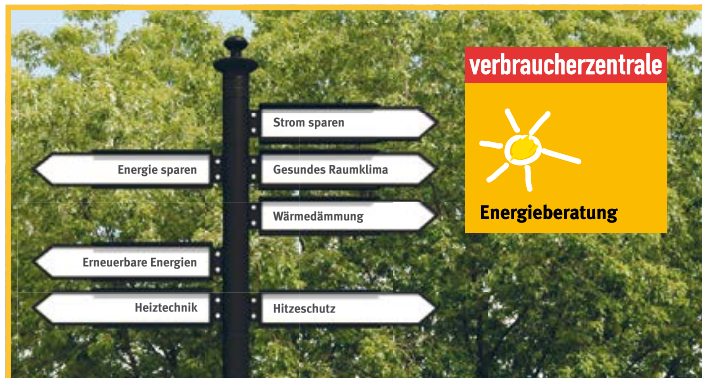 verbraucherzentrale
Energieberatung
Strom sparen
Energie sparen
Gesundes Raumklima
Wärmedämmung
Erneuerbare Energien
Heiztechnik
Hitzeschutz